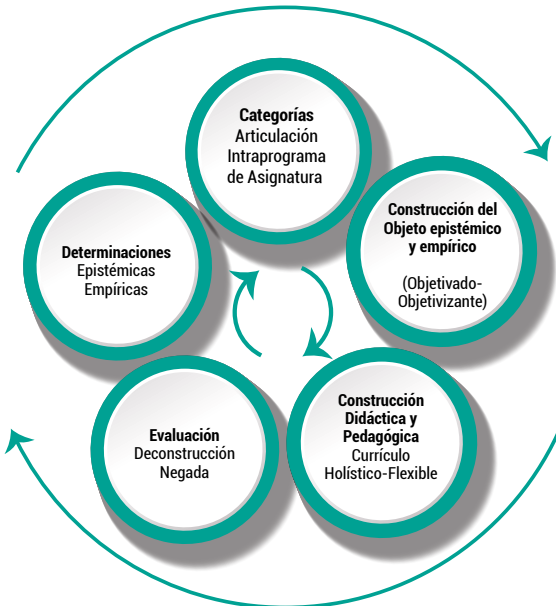 Categorías
Articulación
Intraprograma
de Asignatura
Construcción del
Objeto epistémico
y empírico
(Objetivado-
Objetivizante)
Construcción
Didáctica y
Pedagógica
Currículo
Holístico-Flexible
Evaluación
Deconstrucción
Negada
Determinaciones
Epistémicas
Empíricas